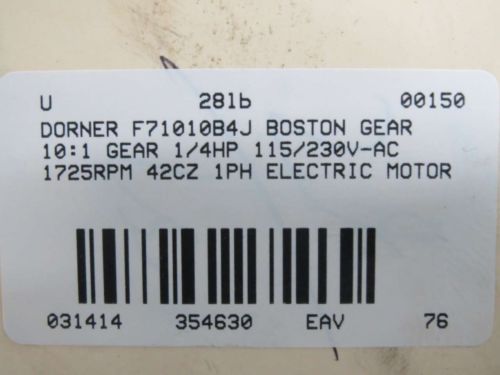 U 28lb 00150
DORNER F71010B4J BOSTON GEAR
10:1 GEAR 1/4HP 115/230V-AC
1725RPM 42CZ 1PH ELECTRIC MOTOR
031414 354630 EAV 76